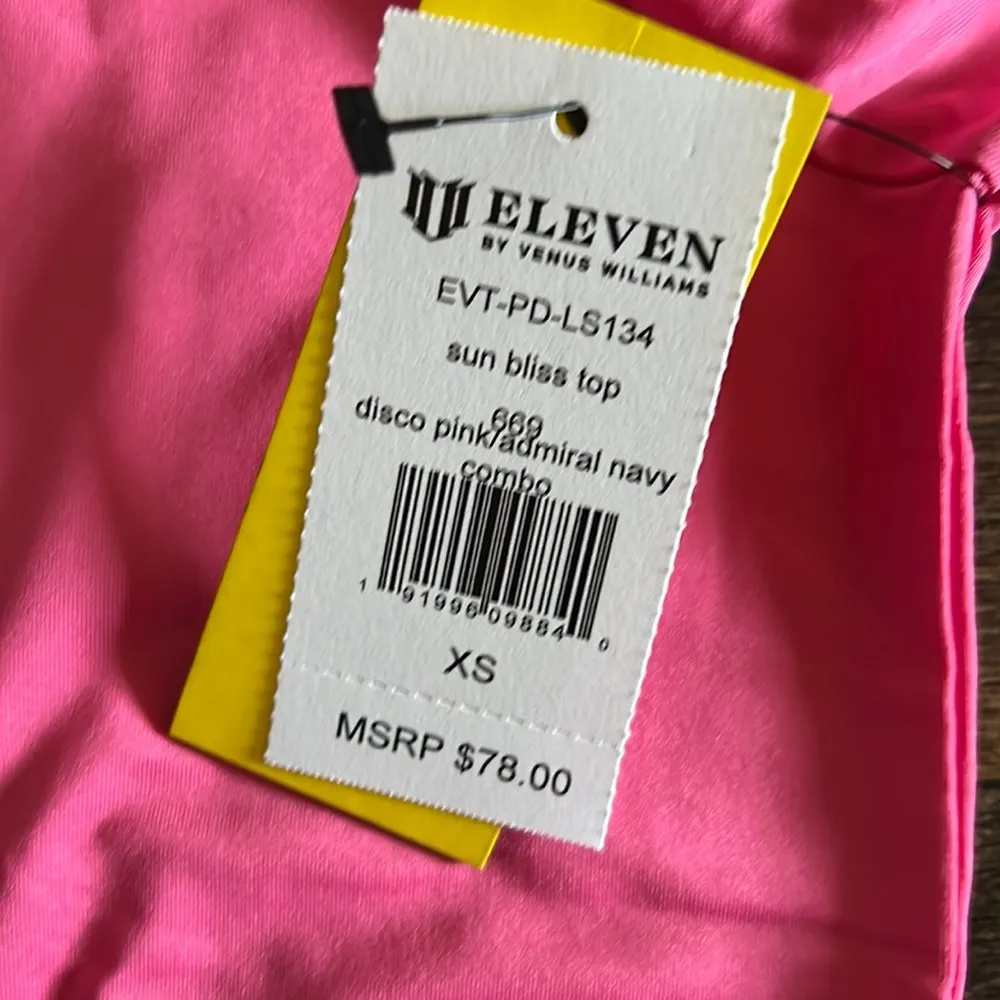 ELEVEN
BY VENUS WILLIAMS
EVT-PD-LS134
sun bliss top
669
disco pink/admiral navy
combo
1 91996 09884 0
XS
MSRP $78.00